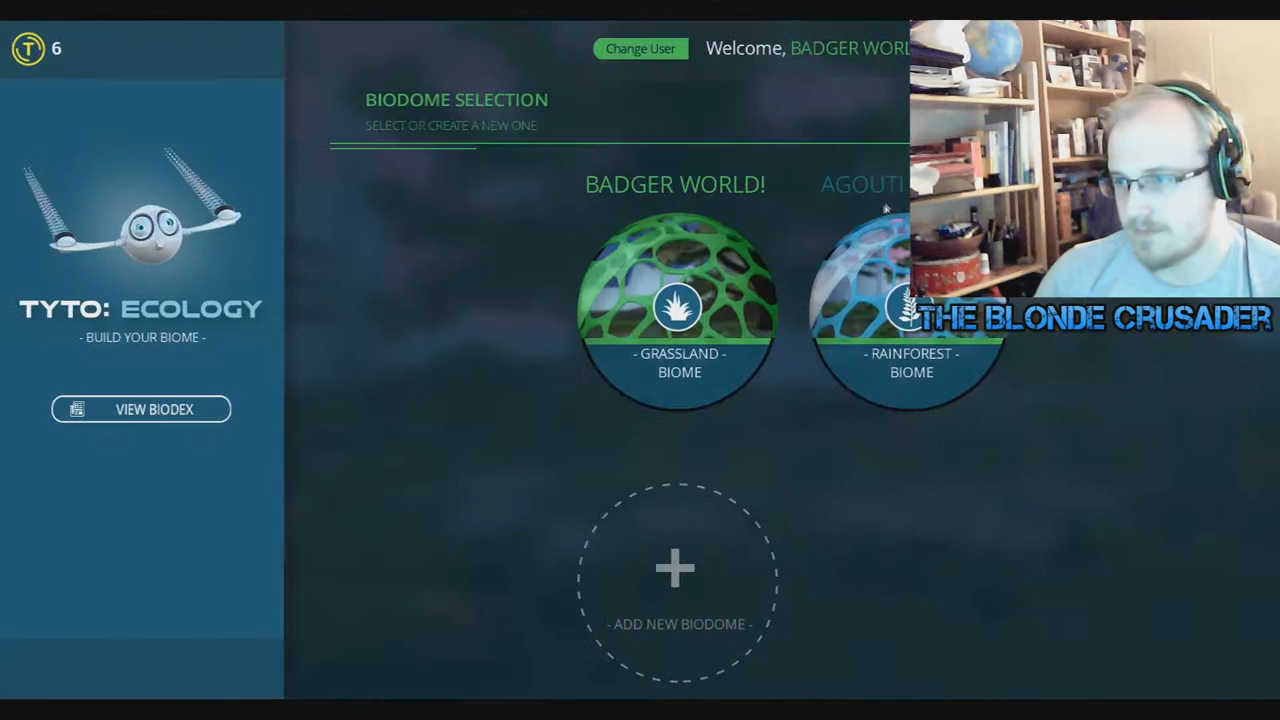 6
Change User
Welcome, BADGER WORL
BIODOME SELECTION
SELECT OR CREATE A NEW ONE
BADGER WORLD!
AGOUTI
TYTO: ECOLOGY
- BUILD YOUR BIOME -
VIEW BIODEX
- GRASSLAND -
BIOME
- RAINFOREST -
BIOME
THE BLONDE CRUSADER
- ADD NEW BIODOME -